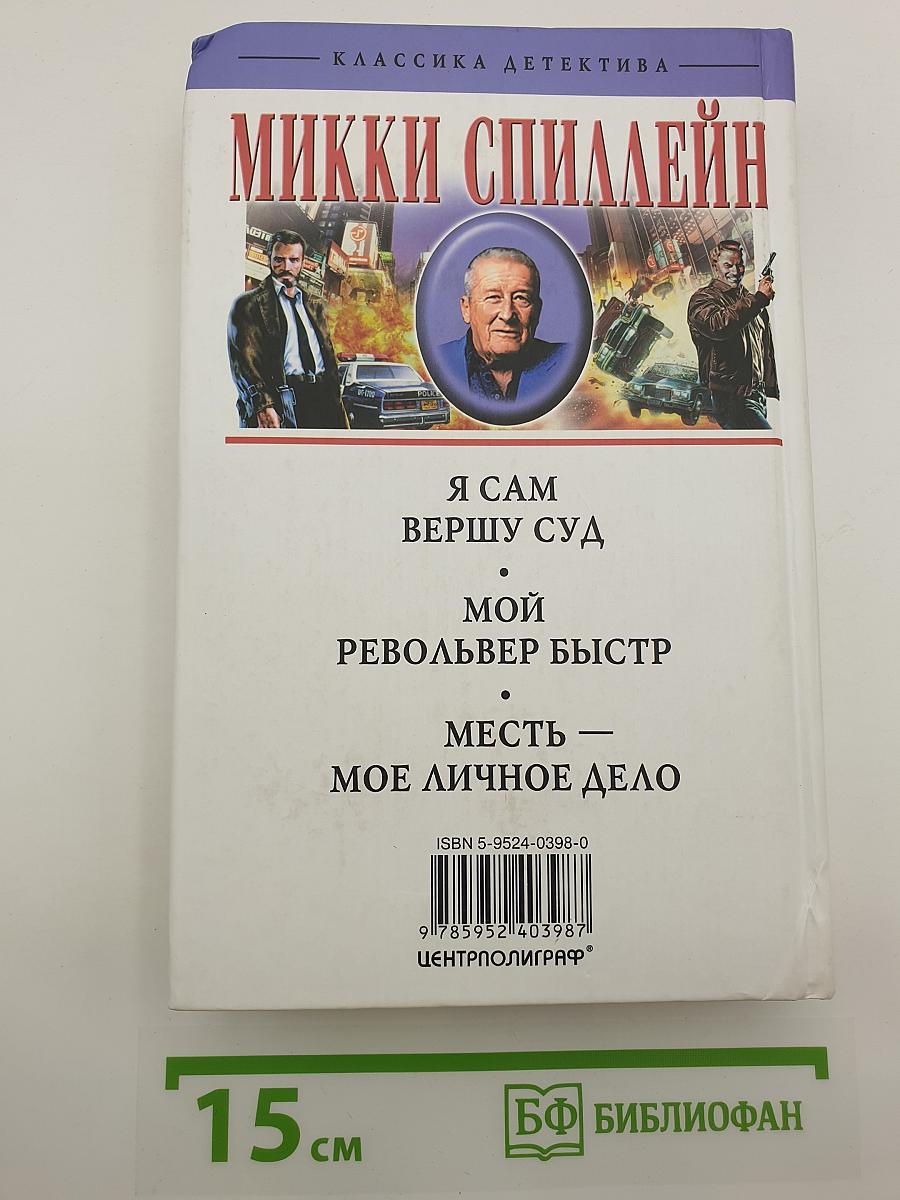 КЛАССИКА ДЕТЕКТИВА
МИККИ СПИЛЛЕЙН
POLICE
Я САМ
ВЕРШУ СУД
•
МОЙ
РЕВОЛЬВЕР БЫСТР
•
МЕСТЬ —
МОЕ ЛИЧНОЕ ДЕЛО
ISBN 5-9524-0398-0
9 785952 403987
ЦЕНТРПОЛИГРАФ®
15 см
БФ БИБЛИОФАН